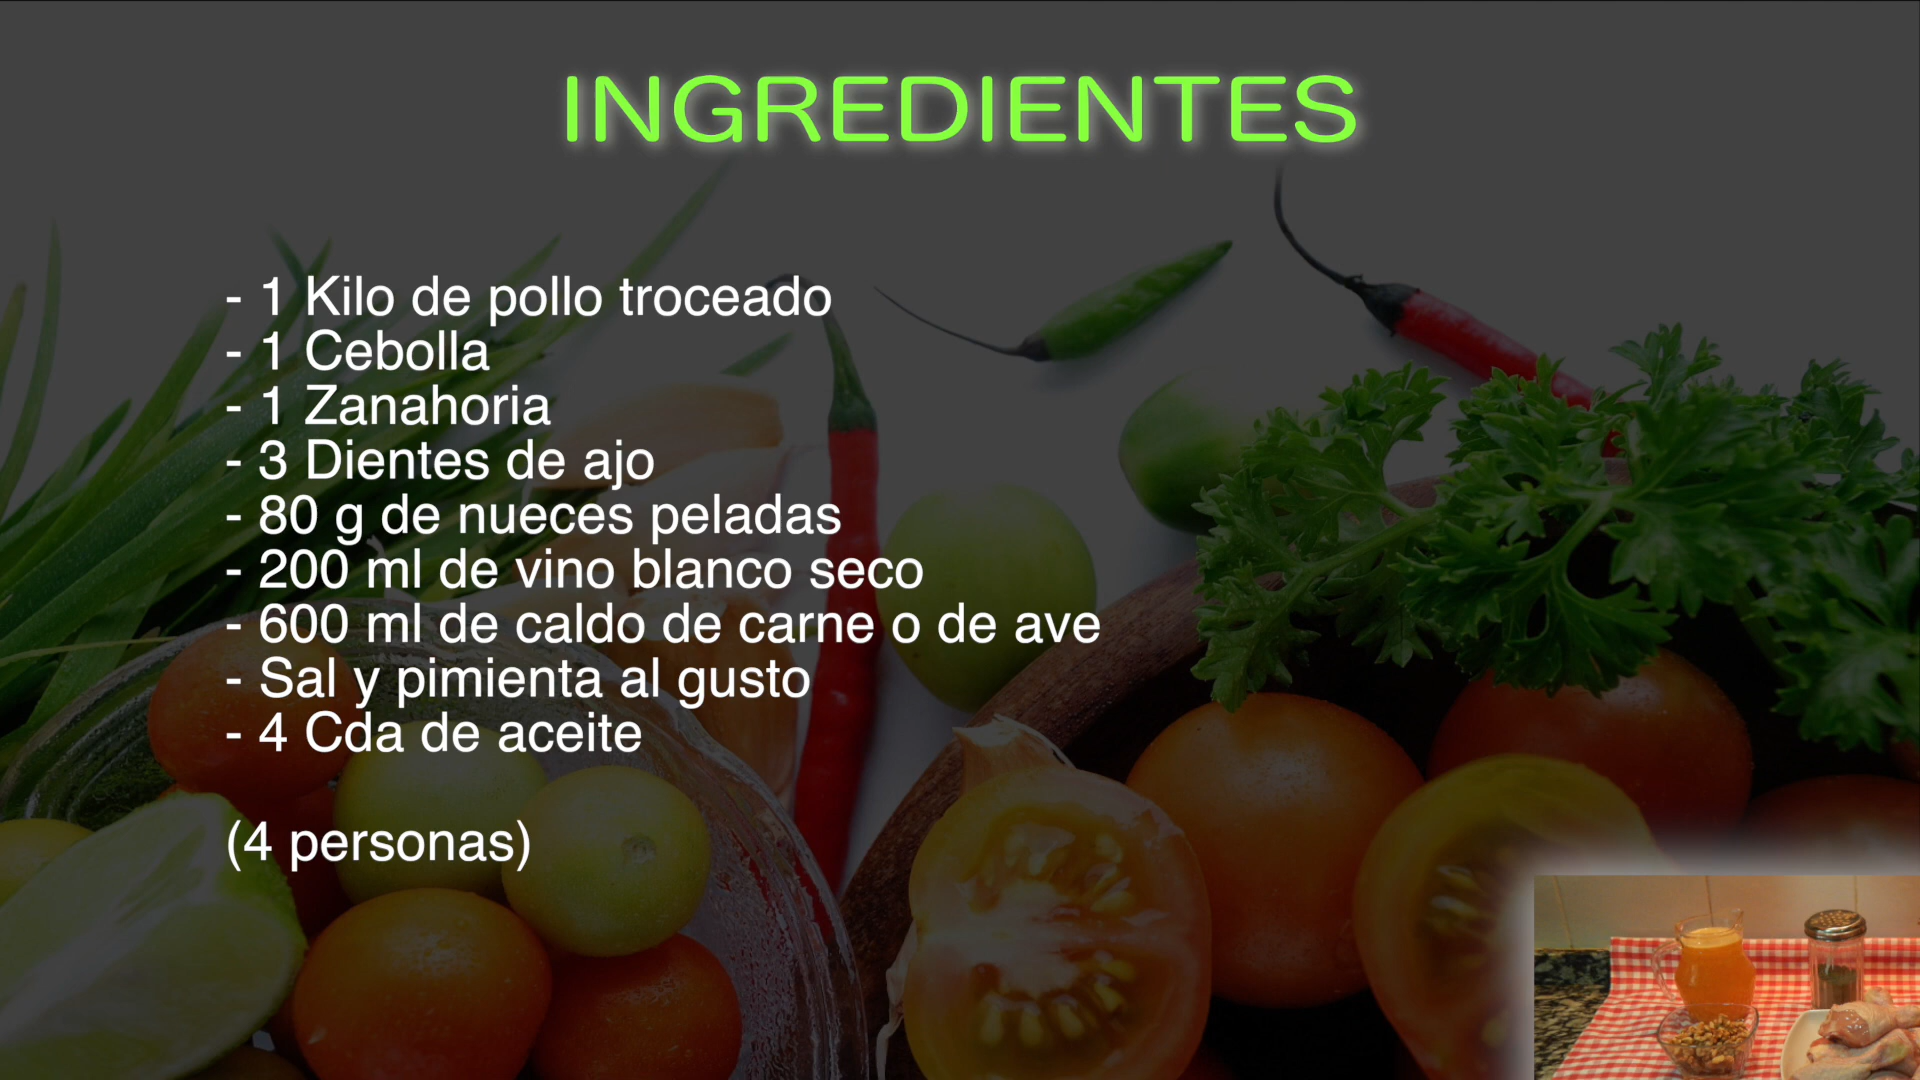 INGREDIENTES
- 1 Kilo de pollo troceado
- 1 Cebolla
- 1 Zanahoria
- 3 Dientes de ajo
- 80 g de nueces peladas
- 200 ml de vino blanco seco
- 600 ml de caldo de carne o de ave
- Sal y pimienta al gusto
- 4 Cda de aceite
(4 personas)